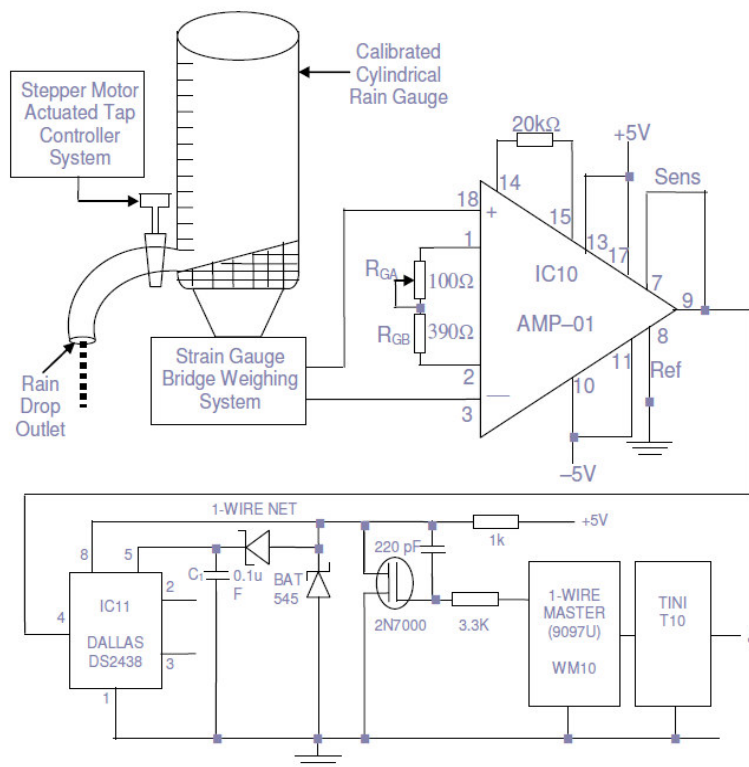 Calibrated
Cylindrical
Rain Gauge
Stepper Motor
Actuated Tap
Controller
System
20kΩ
+5V
Sens
14
15
13
17
18
+
1
7
9
IC10
AMP–01
R_GA
100Ω
R_GB
390Ω
8
11
Ref
10
2
3
—
–5V
Strain Gauge
Bridge Weighing
System
Rain
Drop
Outlet
1-WIRE NET
+5V
1k
8
5
220 pF
C₁
0.1u
F
BAT
545
2
4
IC11
DALLAS
DS2438
3
1
2N7000
3.3K
1-WIRE
MASTER
(9097U)
WM10
TINI
T10